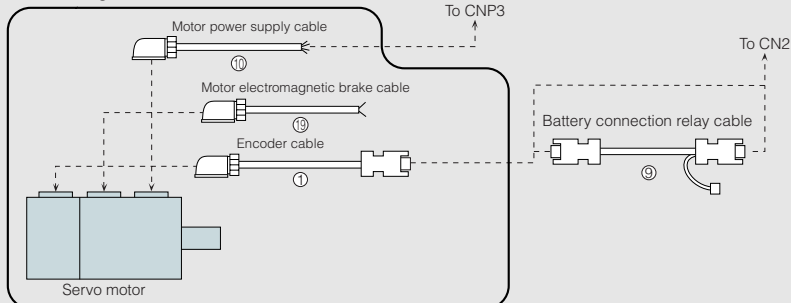 To CNP3
Motor power supply cable
⑩
To CN2
Motor electromagnetic brake cable
⑲
Battery connection relay cable
Encoder cable
①
⑨
Servo motor